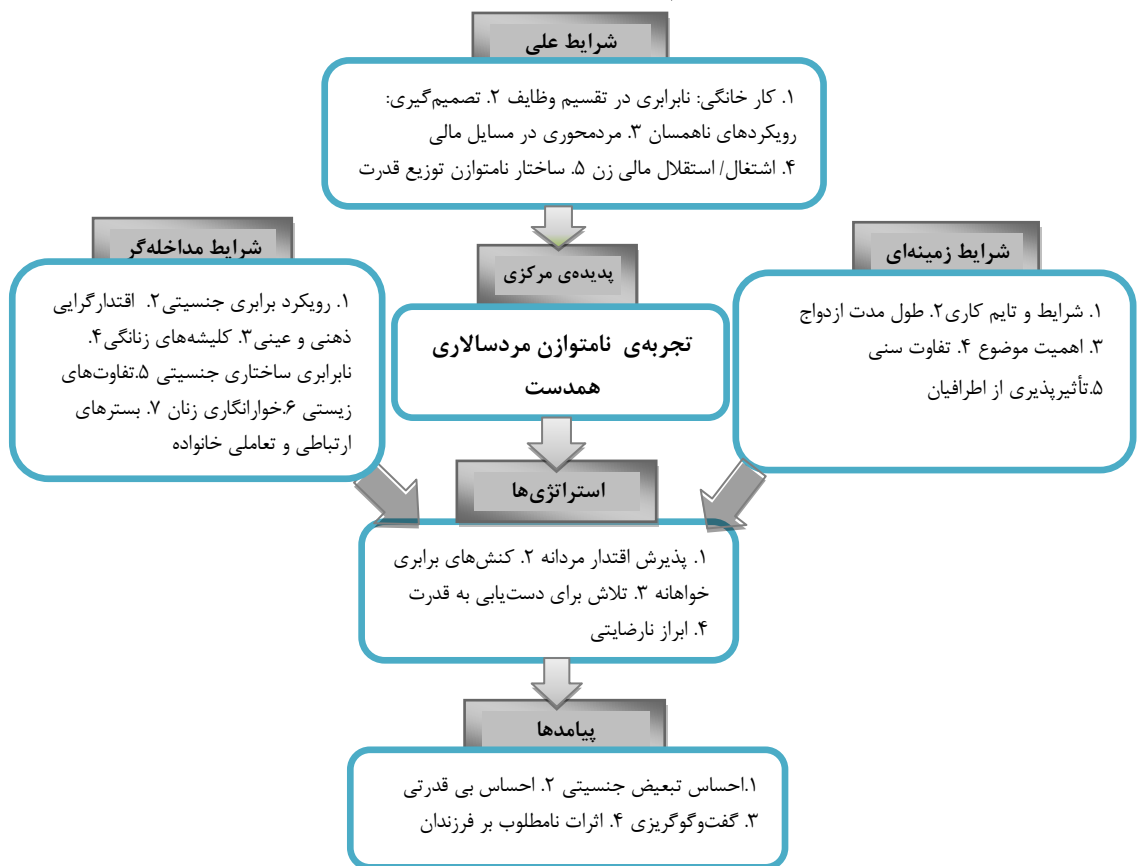 شرایط علی
۱. کار خانگی: نابرابری در تقسیم وظایف ۲. تصمیم‌گیری:
رویکردهای ناهمسان ۳. مردمحوری در مسایل مالی
۴. اشتغال/ استقلال مالی زن ۵. ساختار نامتوازن توزیع قدرت
شرایط زمینه‌ای
۱. شرایط و تایم کاری۲. طول مدت ازدواج
۳. اهمیت موضوع ۴. تفاوت سنی
۵.تأثیرپذیری از اطرافیان
پدیده‌ی مرکزی
تجربه‌ی نامتوازن مردسالاری
همدست
شرایط مداخله‌گر
۱. رویکرد برابری جنسیتی۲. اقتدارگرایی
ذهنی و عینی۳. کلیشه‌های زنانگی۴.
نابرابری ساختاری جنسیتی ۵.تفاوت‌های
زیستی ۶.خوارانگاری زنان ۷. بسترهای
ارتباطی و تعاملی خانواده
استراتژی‌ها
۱. پذیرش اقتدار مردانه ۲. کنش‌های برابری
خواهانه ۳. تلاش برای دست‌یابی به قدرت
۴. ابراز نارضایتی
پیامدها
۱.احساس تبعیض جنسیتی ۲. احساس بی قدرتی
۳. گفت‌وگوگریزی ۴. اثرات نامطلوب بر فرزندان